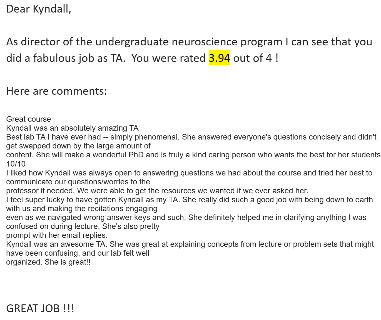 Dear Kyndall,
As director of the undergraduate neuroscience program I can see that you
did a fabulous job as TA. You were rated 3.94 out of 4 !
Here are comments:
Great course
Kyndall was an absolutely amazing TA
Best lab TA I have ever had -- simply phenomenal. She answered everyone's questions concisely and didn't
get swapped down by the large amount of
content. She will make a wonderful PhD and is truly a kind caring person who wants the best for her students
10/10
I liked how Kyndall was always open to answering questions we had about the course and tried her best to
communicate our questions/worries to the
professor if needed. We were able to get the resources we wanted if we ever asked her.
I feel super lucky to have gotten Kyndall as my TA. She really did such a good job with being down to earth
with us and making the recitations engaging
even as we navigated wrong answer keys and such. She definitely helped me in clarifying anything I was
confused on during lecture. She's also pretty
prompt with her email replies.
Kyndall was an awesome TA. She was great at explaining concepts from lecture or problem sets that might
have been confusing, and our lab felt well
organized. She is great!!
GREAT JOB !!!